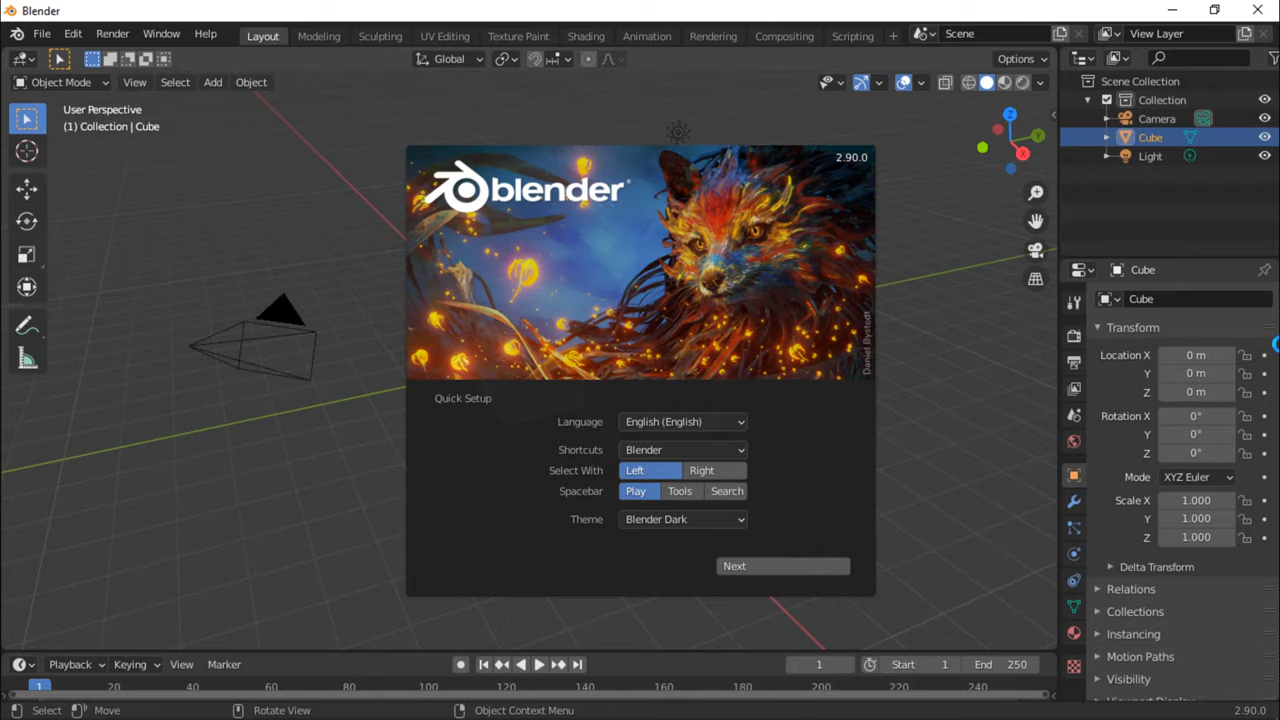 Blender
File Edit Render Window Help Layout Modeling Sculpting UV Editing Texture Paint Shading Animation Rendering Compositing Scripting + Scene View Layer
Global Options
Object Mode View Select Add Object
User Perspective
(1) Collection | Cube
Scene Collection
Collection
Camera
Cube
Light
Z
Y
X
2.90.0
blender
Daniel Bystedt
Quick Setup
Language English (English)
Shortcuts Blender
Select With Left Right
Spacebar Play Tools Search
Theme Blender Dark
Next
Cube
Cube
Transform
Location X 0 m
Y 0 m
Z 0 m
Rotation X 0°
Y 0°
Z 0°
Mode XYZ Euler
Scale X 1.000
Y 1.000
Z 1.000
Delta Transform
Relations
Collections
Instancing
Motion Paths
Visibility
Playback Keying View Marker 1 Start 1 End 250
1 20 40 60 80 100 120 140 160 180 200 220 240
Select Move Rotate View Object Context Menu 2.90.0